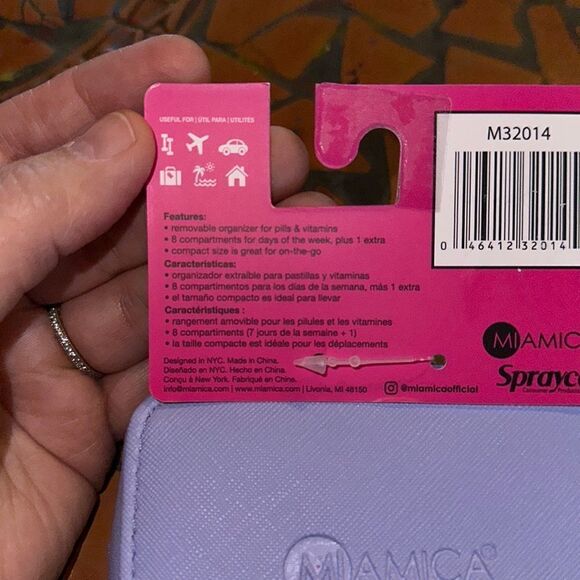 USEFUL FOR | ÚTIL PARA | UTILITÉS
M32014
0 46412 32014
Features:
• removable organizer for pills & vitamins
• 8 compartments for days of the week, plus 1 extra
• compact size is great for on-the-go
Características:
• organizador extraíble para pastillas y vitaminas
• 8 compartimentos para los días de la semana, más 1 extra
• el tamaño compacto es ideal para llevar
Caractéristiques :
• rangement amovible pour les pilules et les vitamines
• 8 compartiments (7 jours de la semaine + 1)
• la taille compacte est idéale pour les déplacements
Designed in NYC. Made in China.
Diseñado en NYC. Hecho en China.
Conçu à New York. Fabriqué en China.
info@miamica.com | www.miamica.com | Livonia, MI 48150
@miamicaofficial
MIAMICA
Sprayco
MIAMICA®